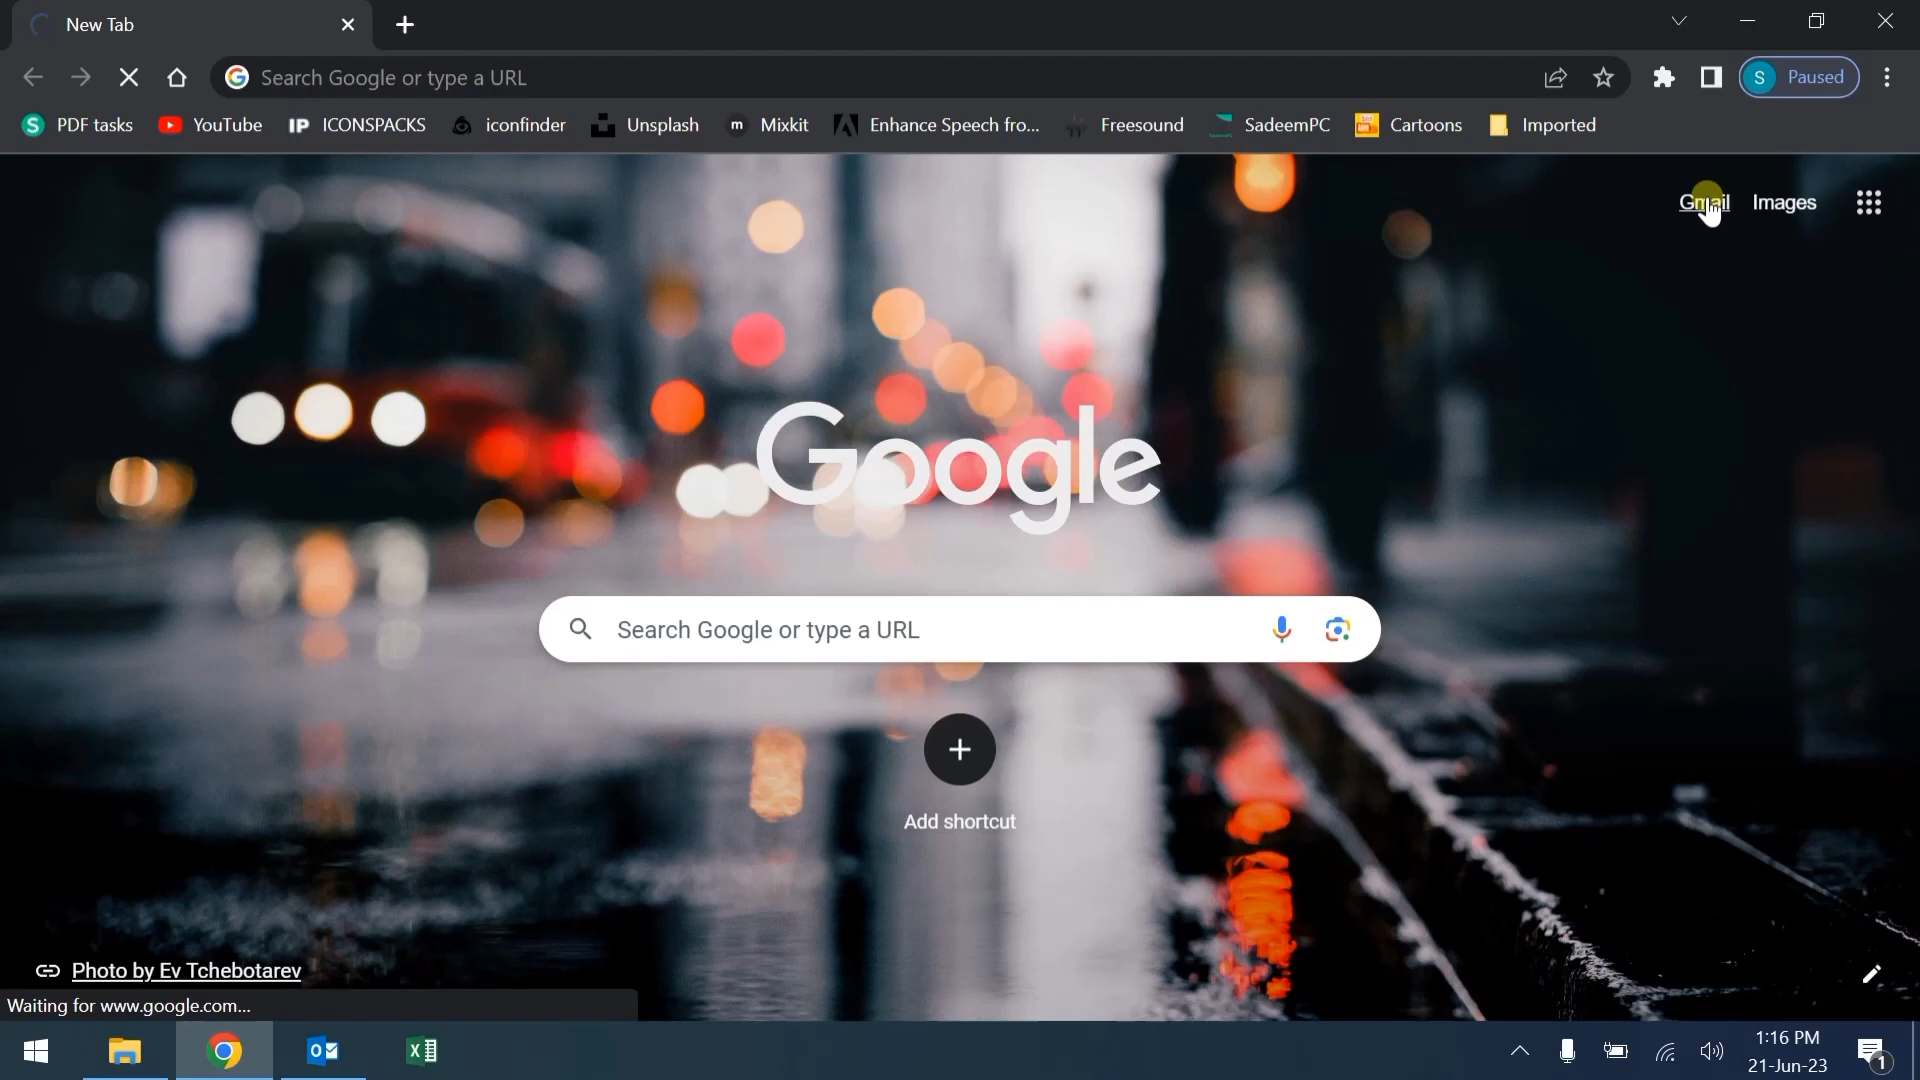 New Tab
Search Google or type a URL
S Paused
S PDF tasks YouTube IP ICONSPACKS iconfinder Unsplash m Mixkit Enhance Speech fro... Freesound SadeemPC Cartoons Imported
Gmail Images
Google
Search Google or type a URL
Add shortcut
Photo by Ev Tchebotarev
Waiting for www.google.com...
1:16 PM
21-Jun-23
1